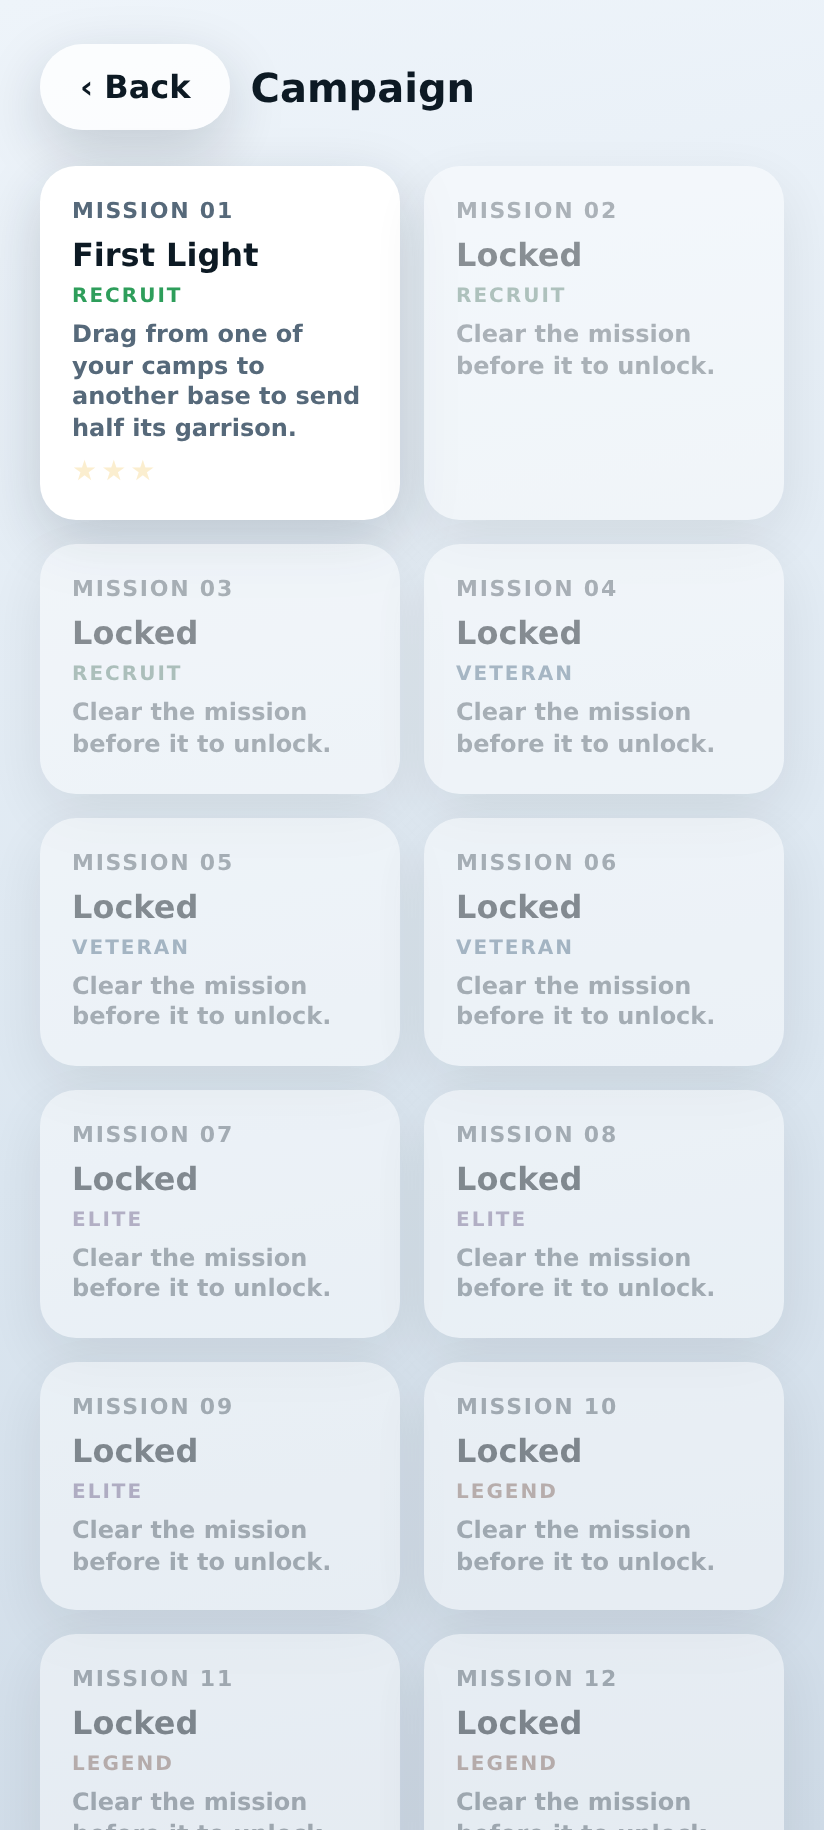 ‹ Back
Campaign
MISSION 01
First Light
RECRUIT
Drag from one of
your camps to
another base to send
half its garrison.
★★★
MISSION 02
Locked
RECRUIT
Clear the mission
before it to unlock.
MISSION 03
Locked
RECRUIT
Clear the mission
before it to unlock.
MISSION 04
Locked
VETERAN
Clear the mission
before it to unlock.
MISSION 05
Locked
VETERAN
Clear the mission
before it to unlock.
MISSION 06
Locked
VETERAN
Clear the mission
before it to unlock.
MISSION 07
Locked
ELITE
Clear the mission
before it to unlock.
MISSION 08
Locked
ELITE
Clear the mission
before it to unlock.
MISSION 09
Locked
ELITE
Clear the mission
before it to unlock.
MISSION 10
Locked
LEGEND
Clear the mission
before it to unlock.
MISSION 11
Locked
LEGEND
Clear the mission
MISSION 12
Locked
LEGEND
Clear the mission